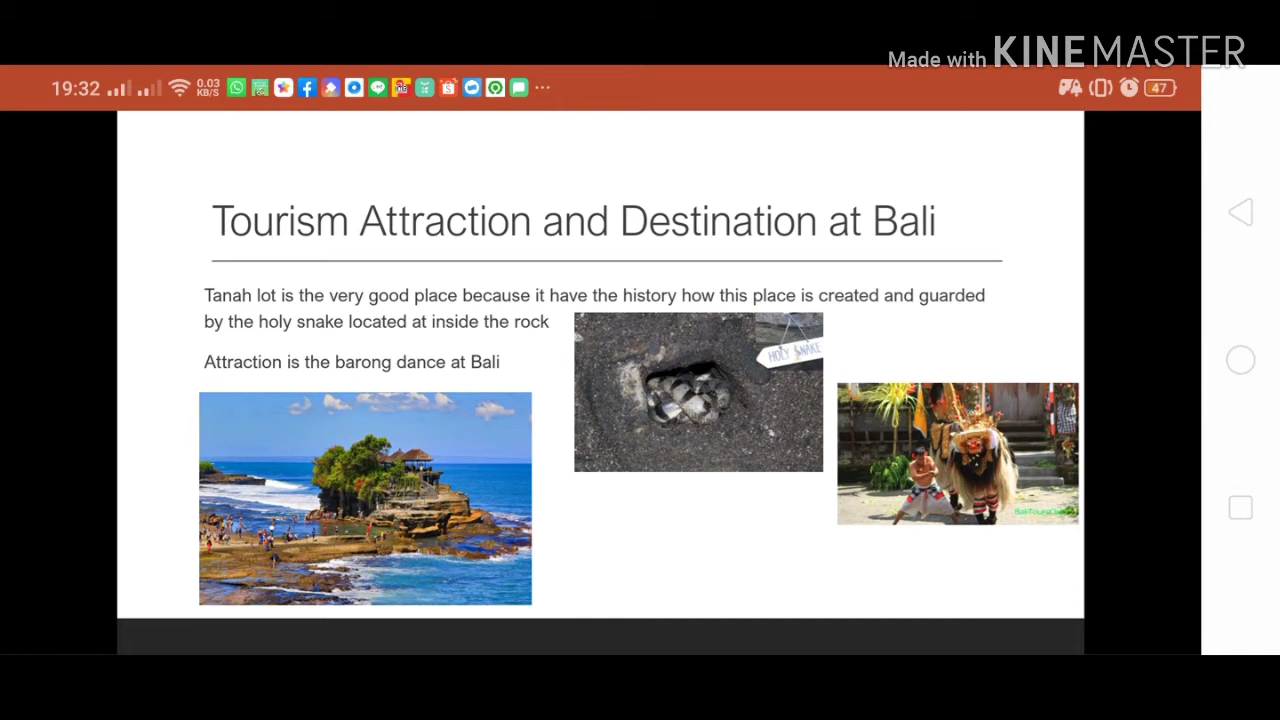 Made with KINEMASTER
19:32 0.03 KB/S 47
Tourism Attraction and Destination at Bali
Tanah lot is the very good place because it have the history how this place is created and guarded
by the holy snake located at inside the rock
HOLY SNAKE
Attraction is the barong dance at Bali